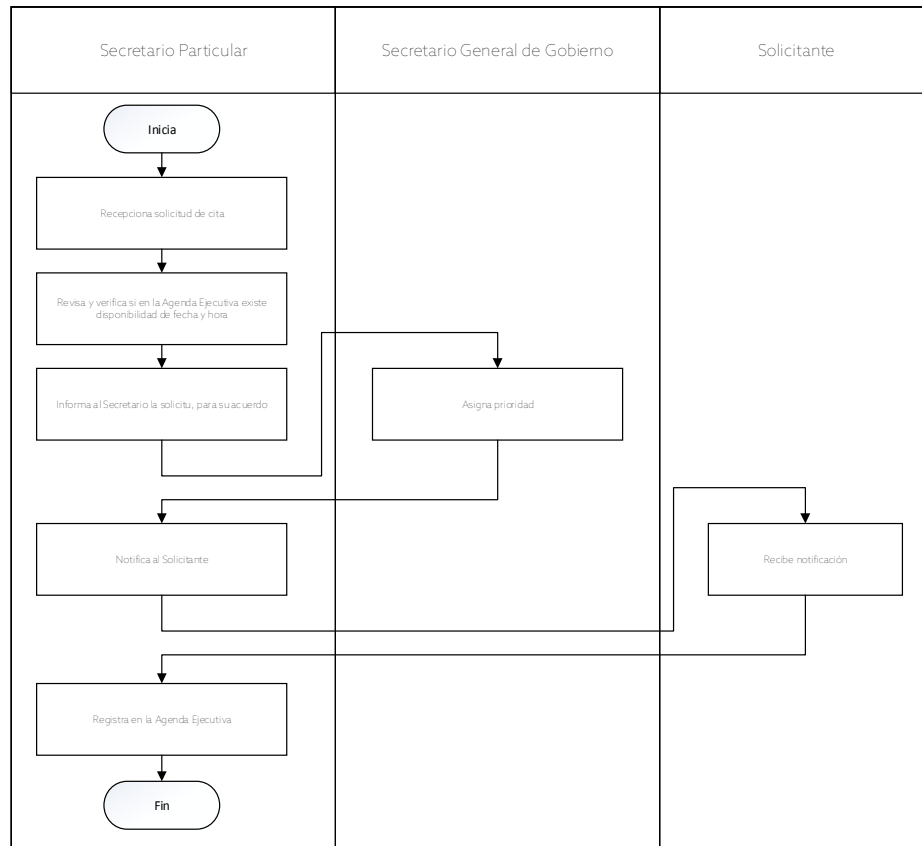 Secretario Particular
Secretario General de Gobierno
Solicitante
Inicia
Recepciona solicitud de cita.
Revisa y verifica si en la Agenda Ejecutiva existe
disponibilidad de fecha y hora
Informa al Secretario la solicitu, para su acuerdo
Asigna prioridad
Notifica al Solicitante
Recibe notificación
Registra en la Agenda Ejecutiva
Fin